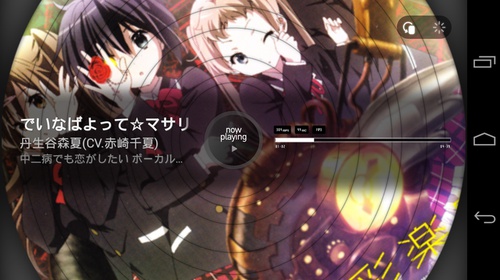 でいなばよって☆マサリ
丹生谷森夏(CV.赤崎千夏)
中二病でも恋がしたい ボーカル...
now
playing
楽